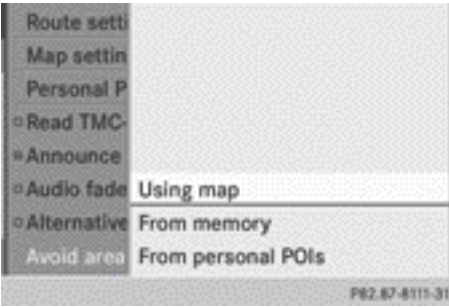 Route setti
Map settin
Personal P
Read TMC-
Announce
Audio fade
Alternative
Avoid area
Using map
From memory
From personal POIs
P82.87-8111-31